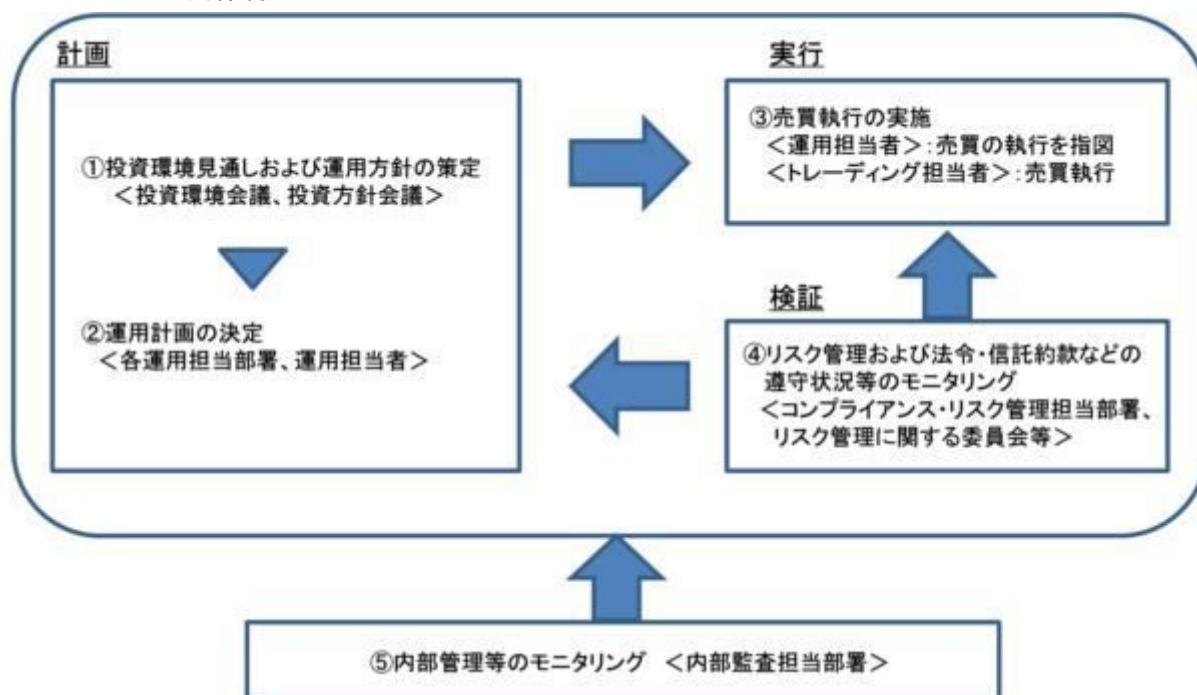 計画
①投資環境見通しおよび運用方針の策定
＜投資環境会議、投資方針会議＞
②運用計画の決定
＜各運用担当部署、運用担当者＞
実行
③売買執行の実施
＜運用担当者＞：売買の執行を指図
＜トレーディング担当者＞：売買執行
検証
④リスク管理および法令・信託約款などの
遵守状況等のモニタリング
＜コンプライアンス・リスク管理担当部署、
リスク管理に関する委員会等＞
⑤内部管理等のモニタリング ＜内部監査担当部署＞